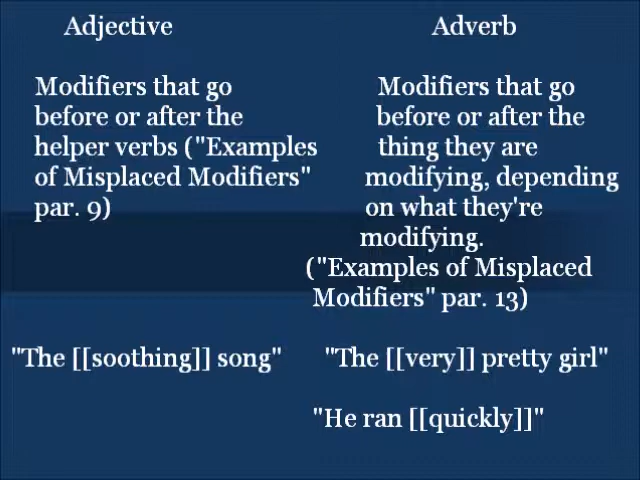 Adjective
Modifiers that go
before or after the
helper verbs ("Examples
of Misplaced Modifiers"
par. 9)
"The [[soothing]] song"
Adverb
Modifiers that go
before or after the
thing they are
modifying, depending
on what they're
modifying.
("Examples of Misplaced
Modifiers" par. 13)
"The [[very]] pretty girl"
"He ran [[quickly]]"